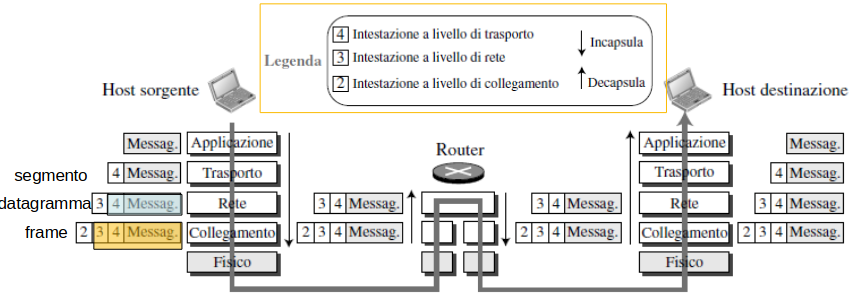 4 Intestazione a livello di trasporto
3 Intestazione a livello di rete
2 Intestazione a livello di collegamento
Legenda
Incapsula
Decapsula
Host sorgente
Host destinazione
Router
Messag. Applicazione
segmento 4 Messag. Trasporto
datagramma 3 4 Messag. Rete
frame 2 3 4 Messag. Collegamento
Fisico
3 4 Messag.
2 3 4 Messag.
3 4 Messag.
2 3 4 Messag.
Applicazione Messag.
Trasporto 4 Messag.
Rete 3 4 Messag.
Collegamento 2 3 4 Messag.
Fisico